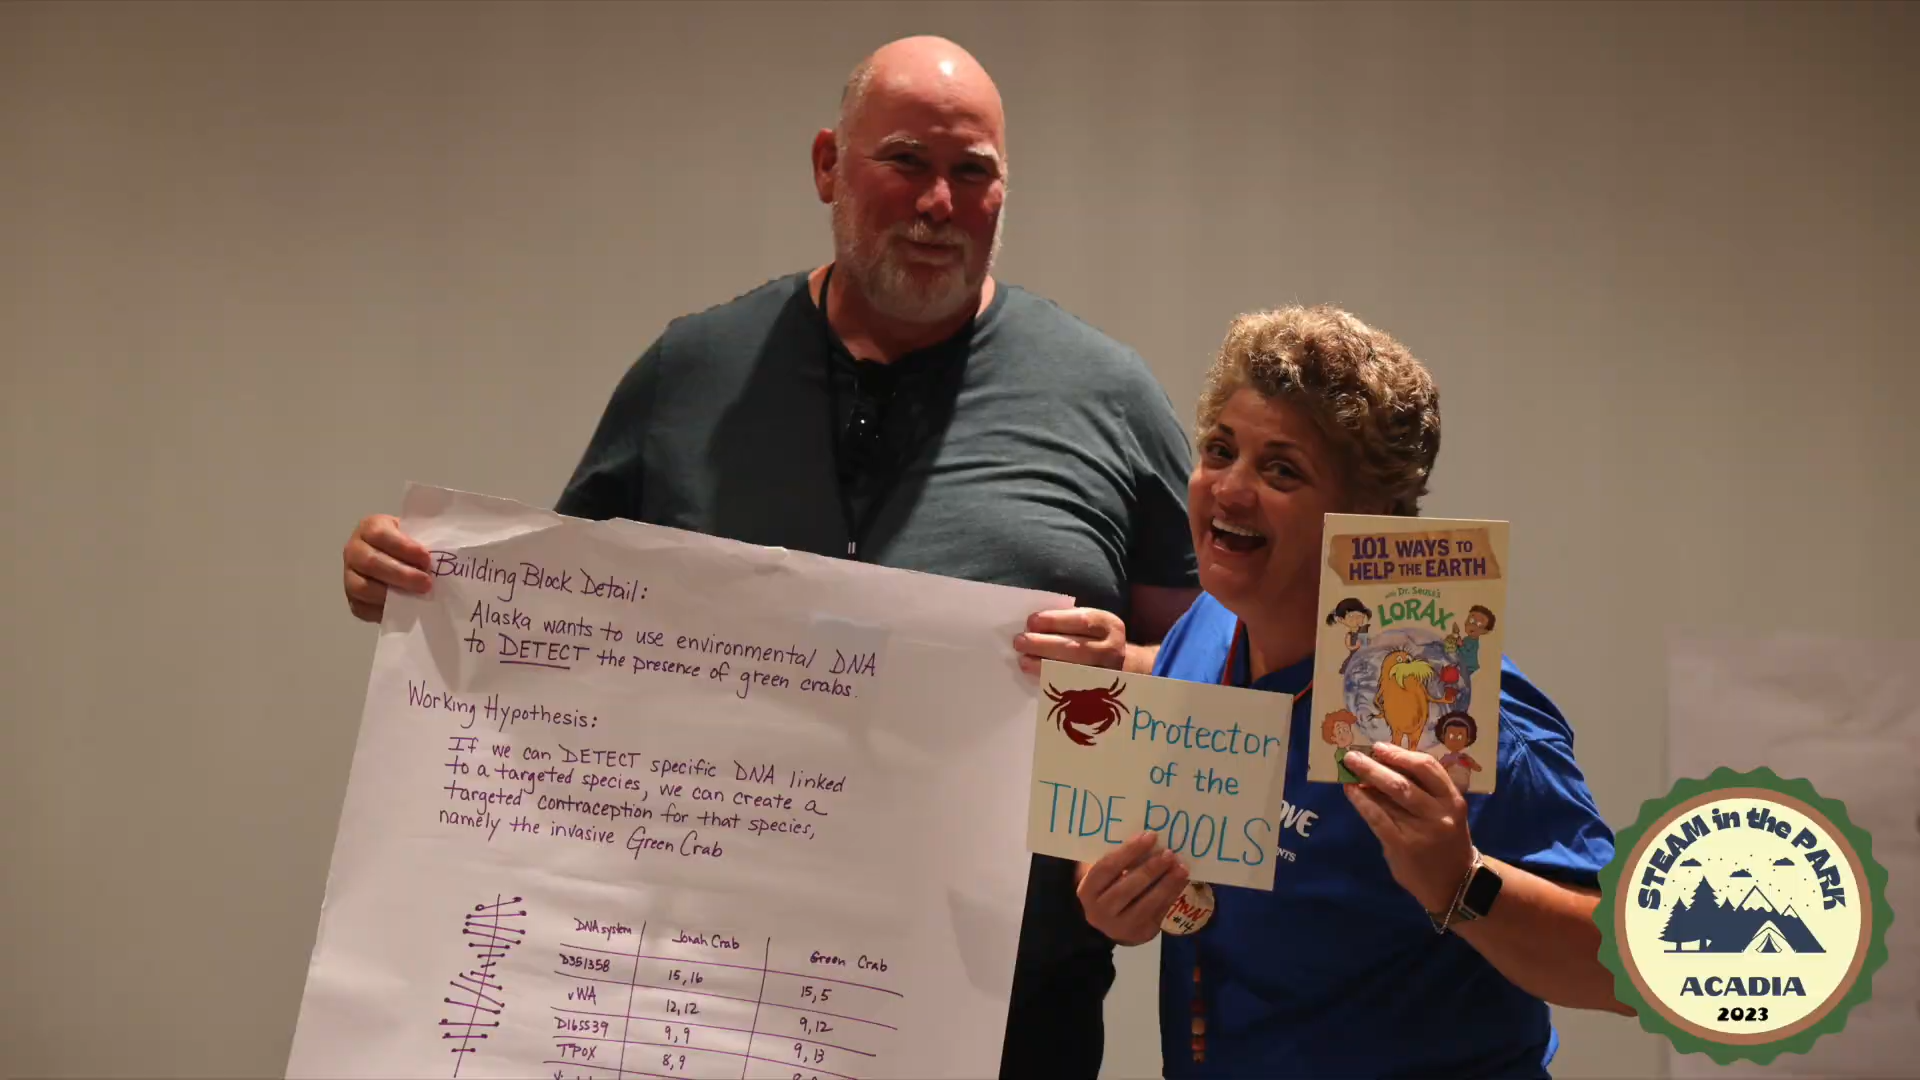 Building Block Detail:
Alaska wants to use environmental DNA
to DETECT the presence of green crabs.
Working Hypothesis:
If we can DETECT specific DNA linked
to a targeted species, we can create a
targeted contraception for that species,
namely the invasive Green Crab
DNA system Jonah Crab Green Crab
D351358 15,16 15,5
vWA 12,12 9,12
D16S539 9,9 9,13
TPOX 8,9
Protector
of the
TIDE POOLS
101 WAYS TO
HELP THE EARTH
with Dr. Seuss's
LORAX
#14
STEAM in the PARK
ACADIA
2023